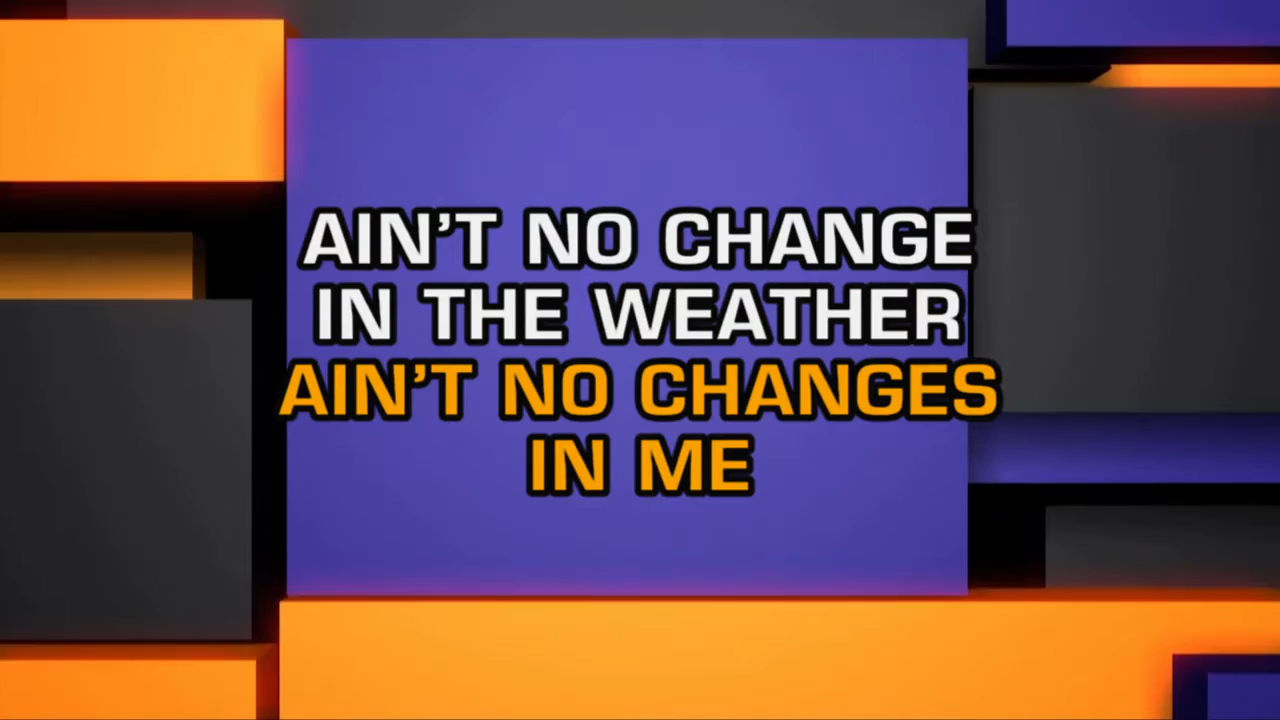 AIN’T NO CHANGE
IN THE WEATHER
AIN’T NO CHANGES
IN ME